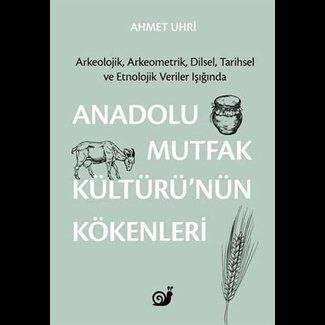 AHMET UHRİ
Arkeolojik, Arkeometrik, Dilsel, Tarihsel
ve Etnolojik Veriler Işığında
ANADOLU
MUTFAK
KÜLTÜRÜ'NÜN
KÖKENLERİ